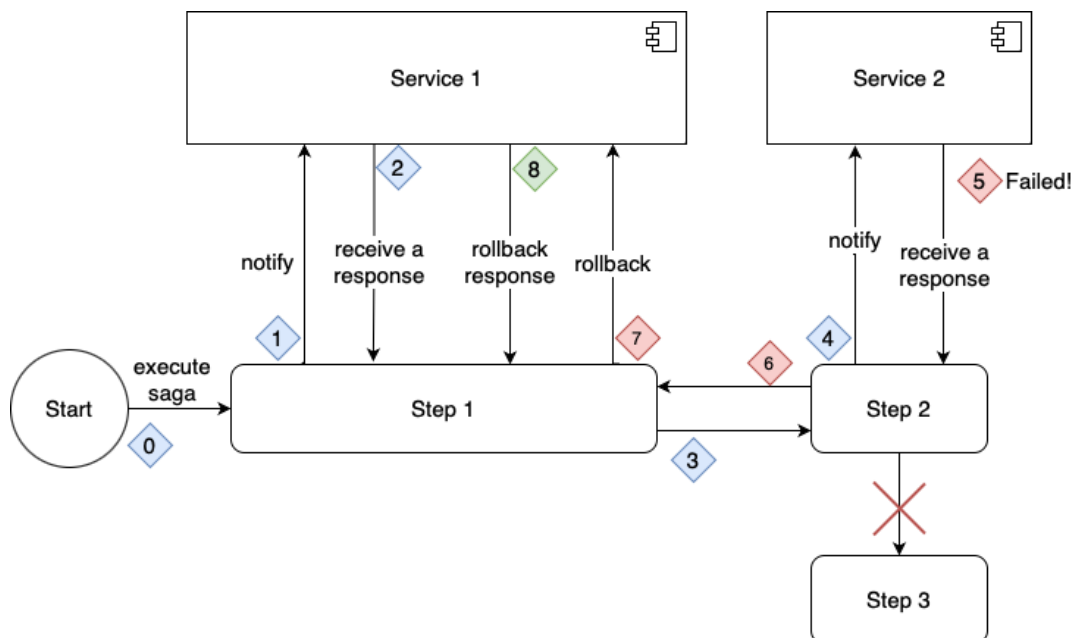 Service 1
Service 2
2
8
5
Failed!
notify
receive a
response
rollback
response
rollback
notify
receive a
response
1
7
4
6
execute
saga
Start
Step 1
Step 2
0
3
Step 3